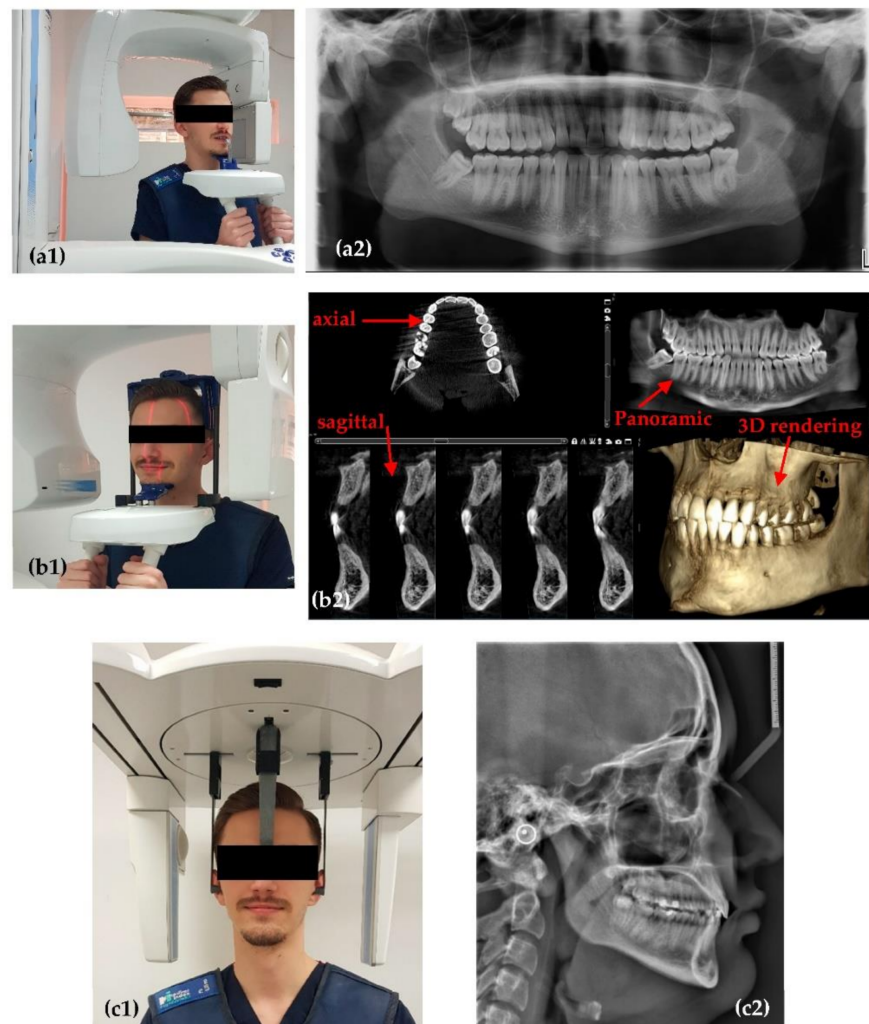 (a1)
(a2)
L
axial
Panoramic
sagittal
3D rendering
(b1)
(b2)
(c1)
(c2)